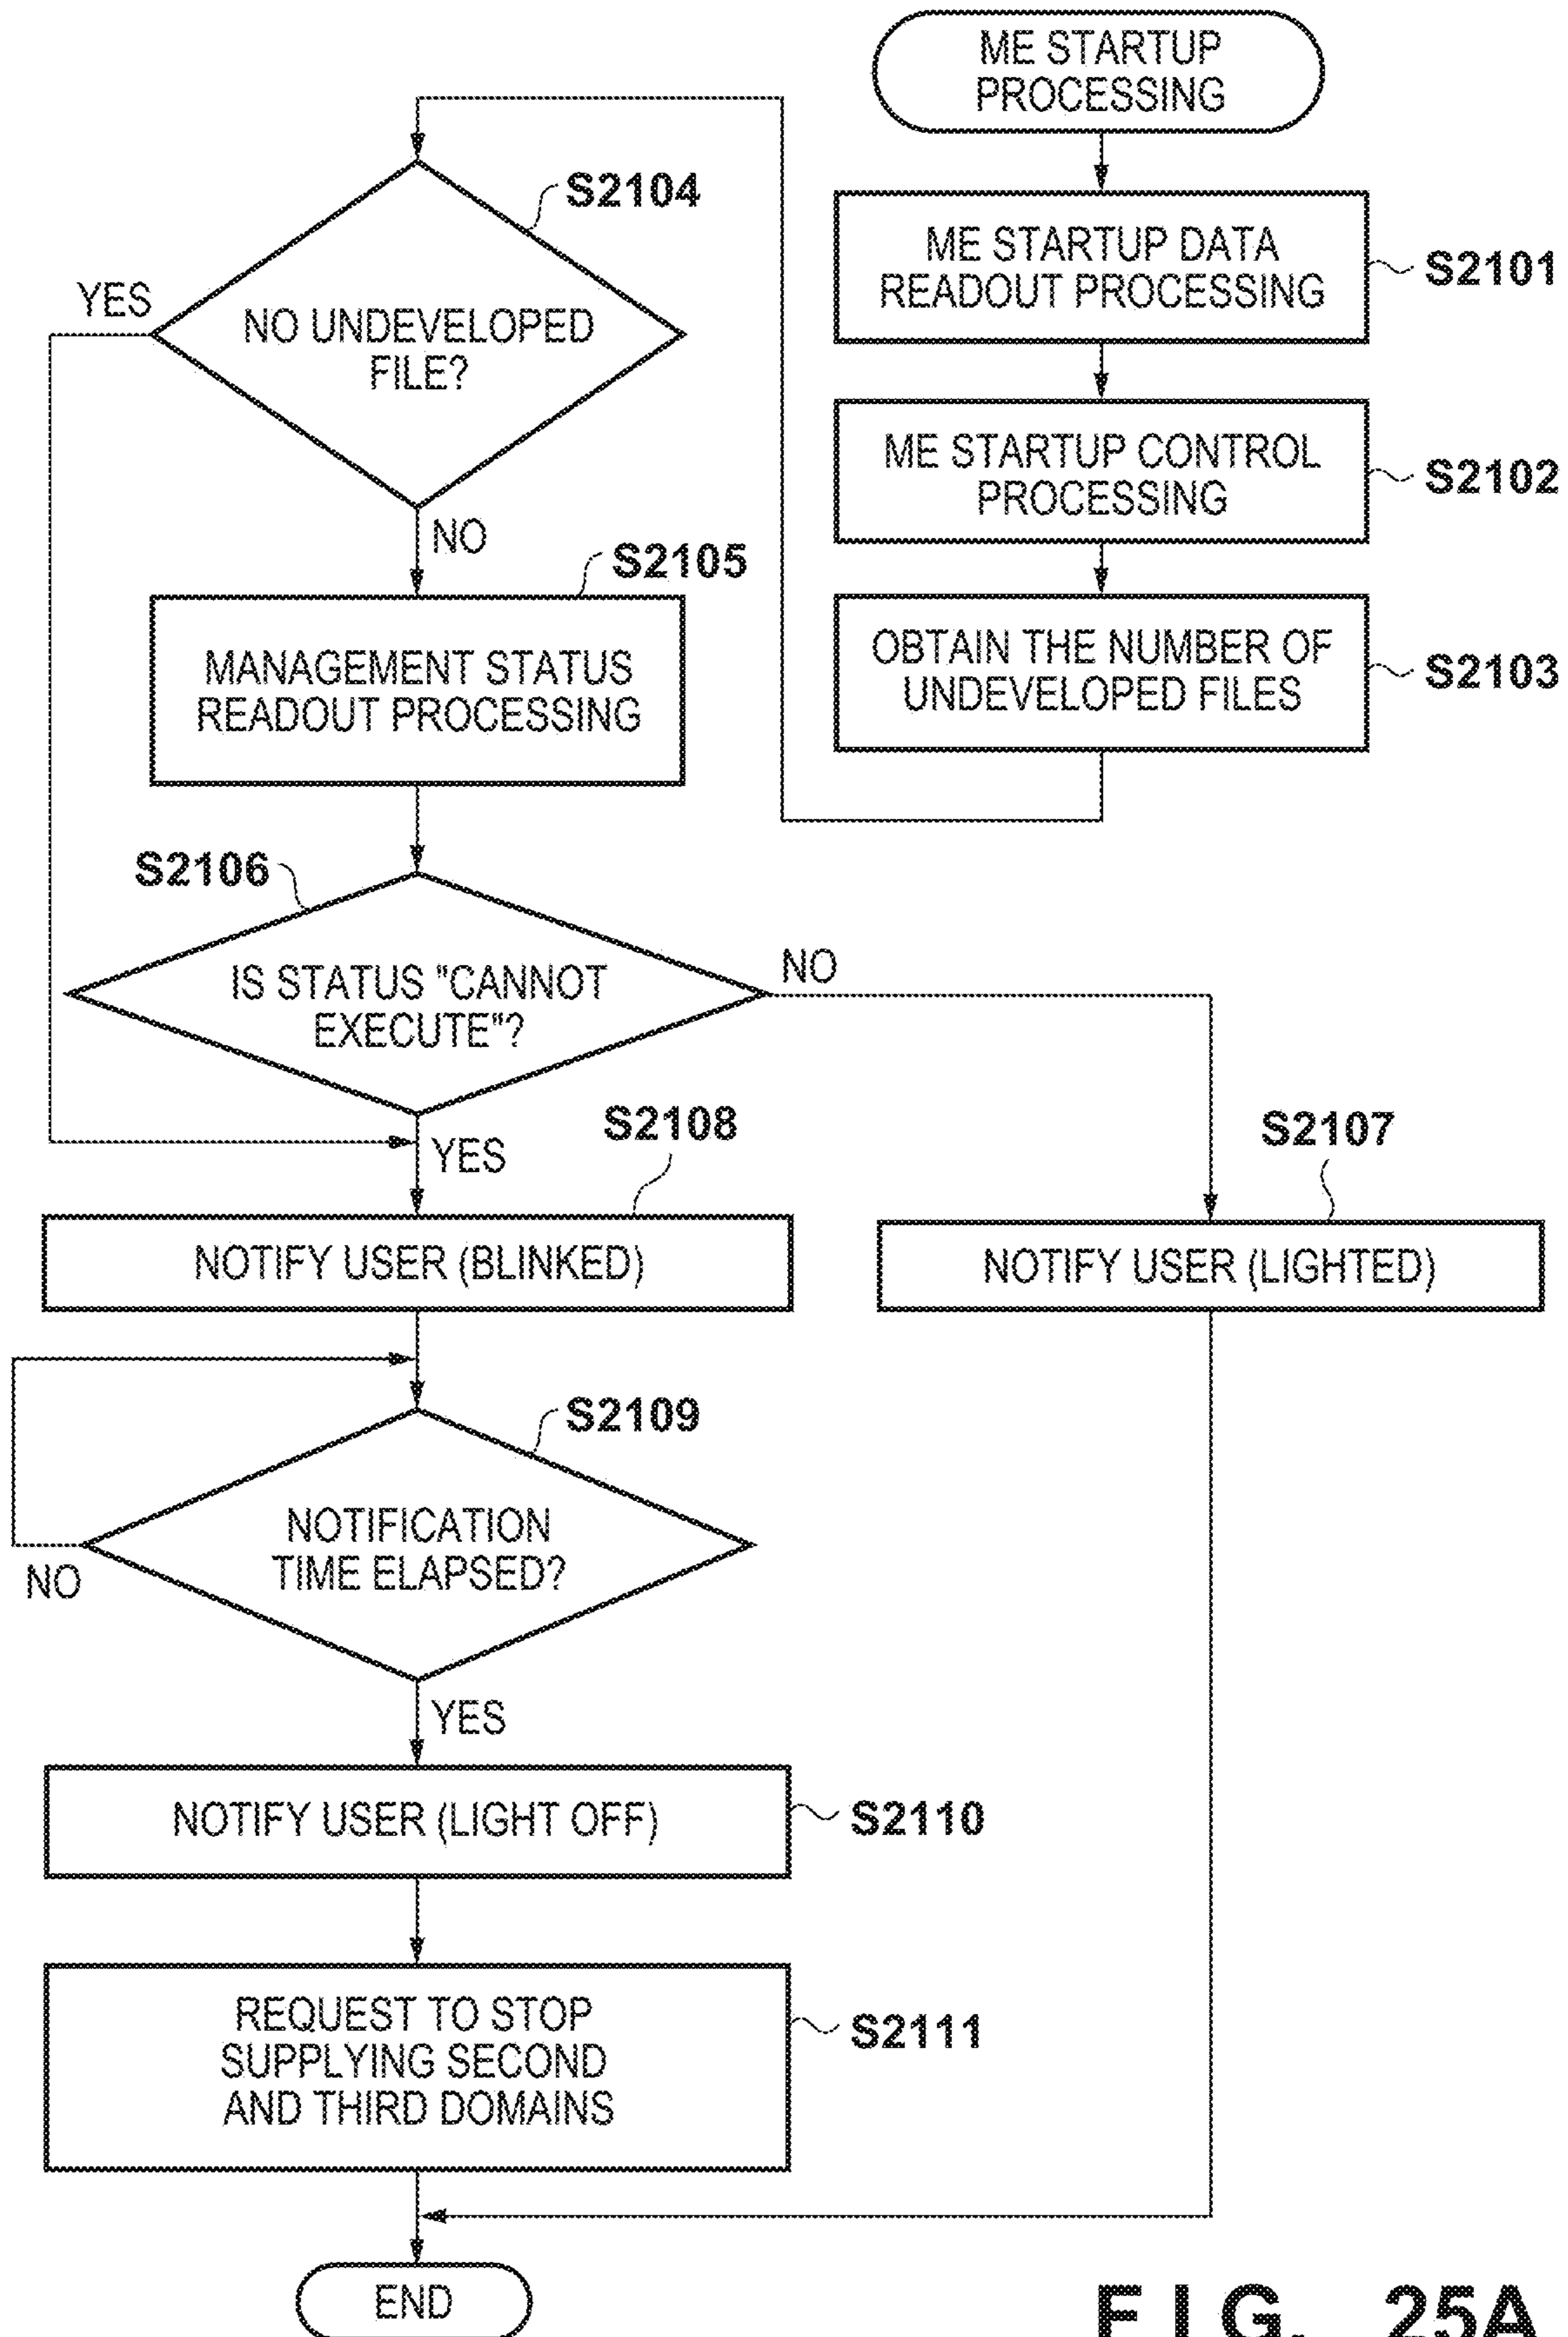 ME STARTUP
PROCESSING
ME STARTUP DATA
READOUT PROCESSING
S2101
ME STARTUP CONTROL
PROCESSING
S2102
OBTAIN THE NUMBER OF
UNDEVELOPED FILES
S2103
S2104
NO UNDEVELOPED
FILE?
YES
NO
S2105
MANAGEMENT STATUS
READOUT PROCESSING
S2106
IS STATUS "CANNOT
EXECUTE"?
NO
YES
S2107
NOTIFY USER (LIGHTED)
S2108
NOTIFY USER (BLINKED)
S2109
NOTIFICATION
TIME ELAPSED?
NO
YES
NOTIFY USER (LIGHT OFF)
S2110
REQUEST TO STOP
SUPPLYING SECOND
AND THIRD DOMAINS
S2111
END
FIG. 25A